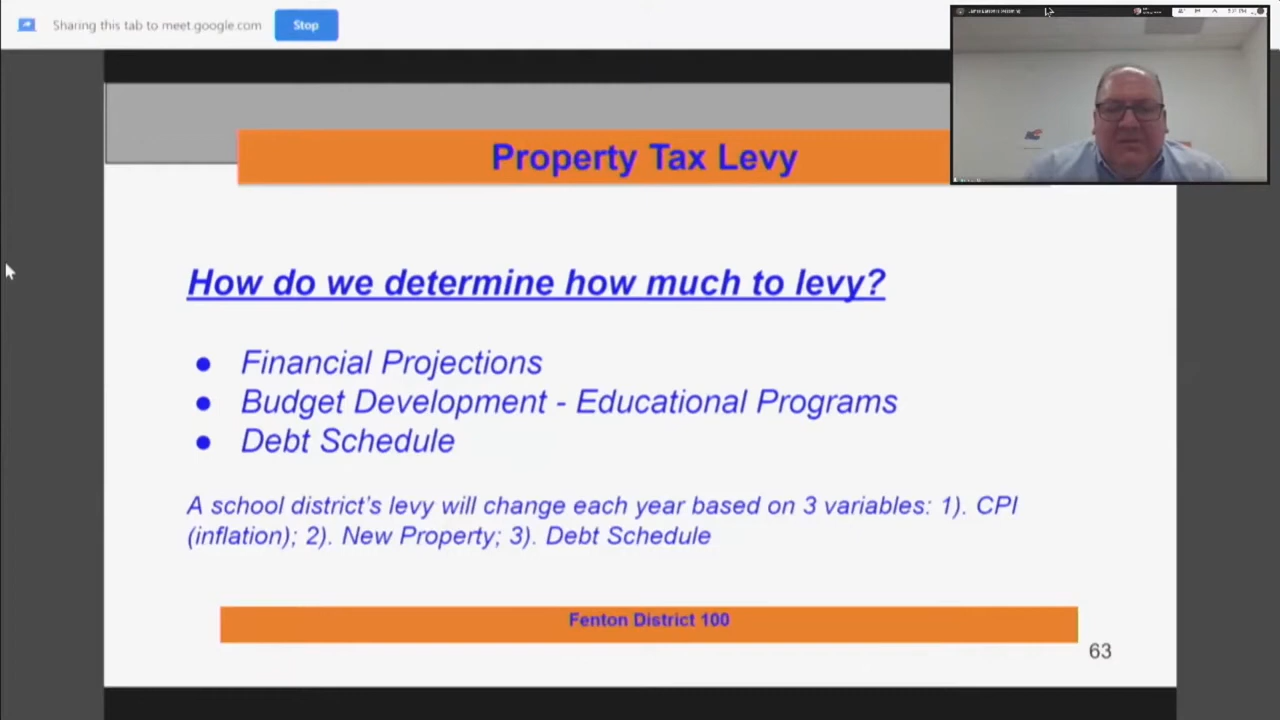 Sharing this tab to meet.google.com
Stop
Property Tax Levy
How do we determine how much to levy?
● Financial Projections
● Budget Development - Educational Programs
● Debt Schedule
A school district's levy will change each year based on 3 variables: 1). CPI
(inflation); 2). New Property; 3). Debt Schedule
Fenton District 100
63